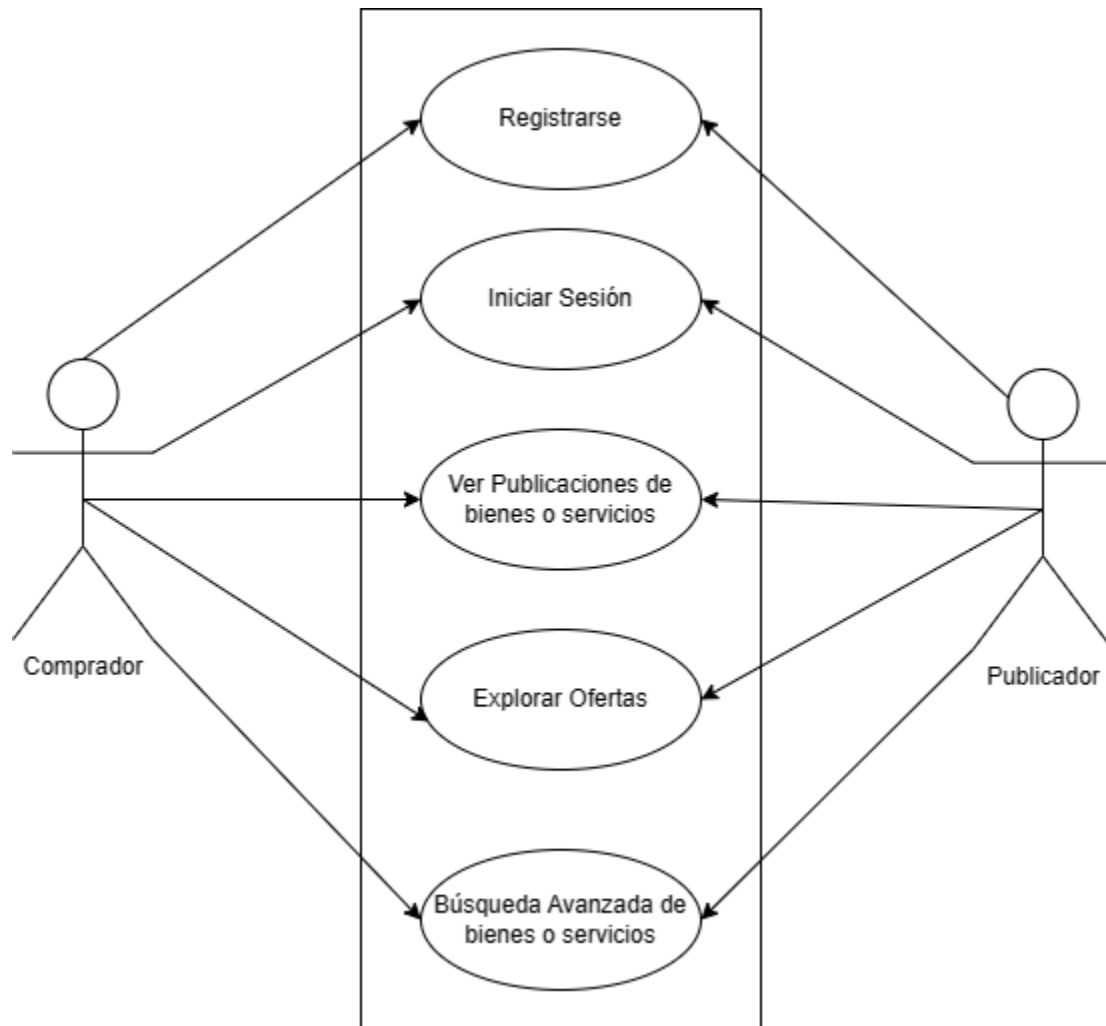 Registrarse
Iniciar Sesión
Ver Publicaciones de
bienes o servicios
Comprador
Publicador
Explorar Ofertas
Búsqueda Avanzada de
bienes o servicios